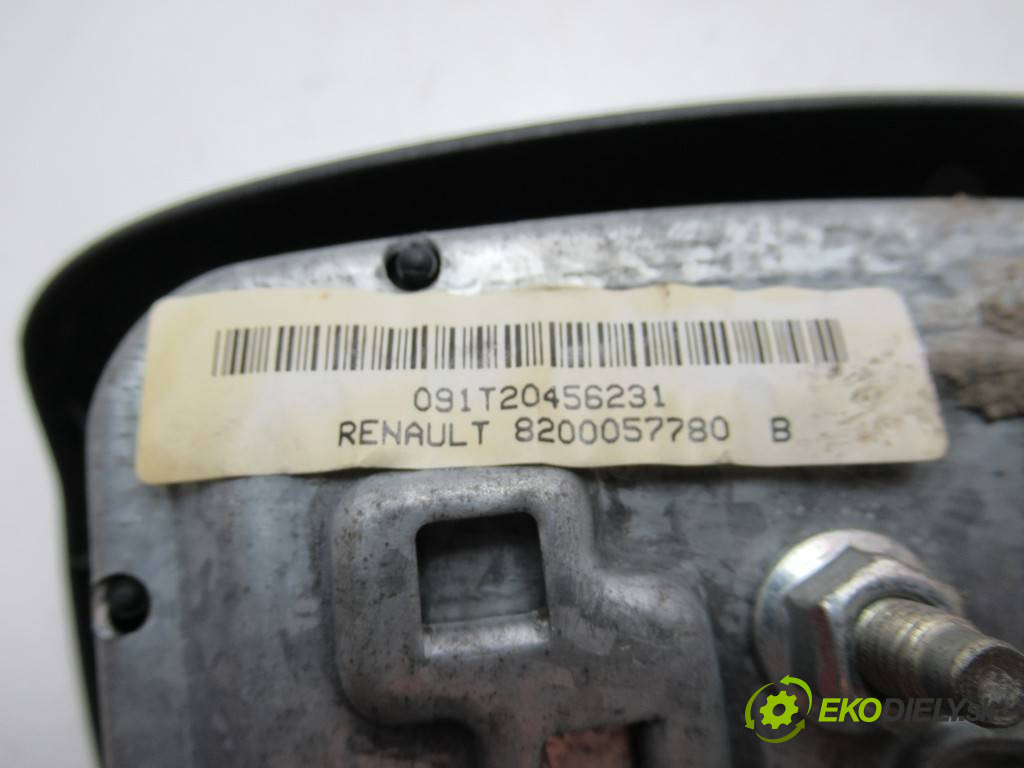 091T20456231
RENAULT 8200057780 B
EKODIELY.sk